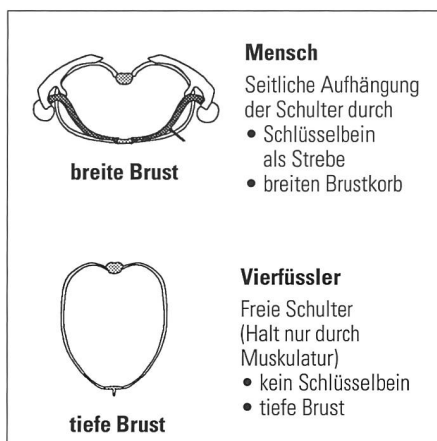 Mensch
Seitliche Aufhängung
der Schulter durch
• Schlüsselbein
als Strebe
• breiten Brustkorb
breite Brust
Vierfüssler
Freie Schulter
(Halt nur durch
Muskulatur)
• kein Schlüsselbein
• tiefe Brust
tiefe Brust